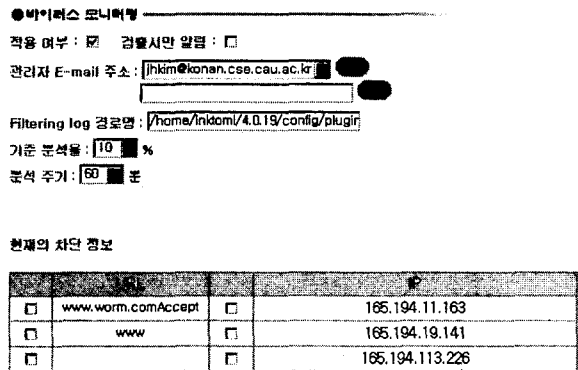 ●바이러스 모니터링
적용 여부 : 검출시만 알림 :
관리자 E-mail 주소 : jhkim@konan.cse.cau.ac.kr
Filtering log 경로명 : /home/inktomi/4.0.19/config/plugin
기준 분석율 : 10 %
분석 주기 : 60 분
현재의 차단 정보
URL IP
www.worm.comAccept 165.194.11.163
www 165.194.19.141
165.194.113.226